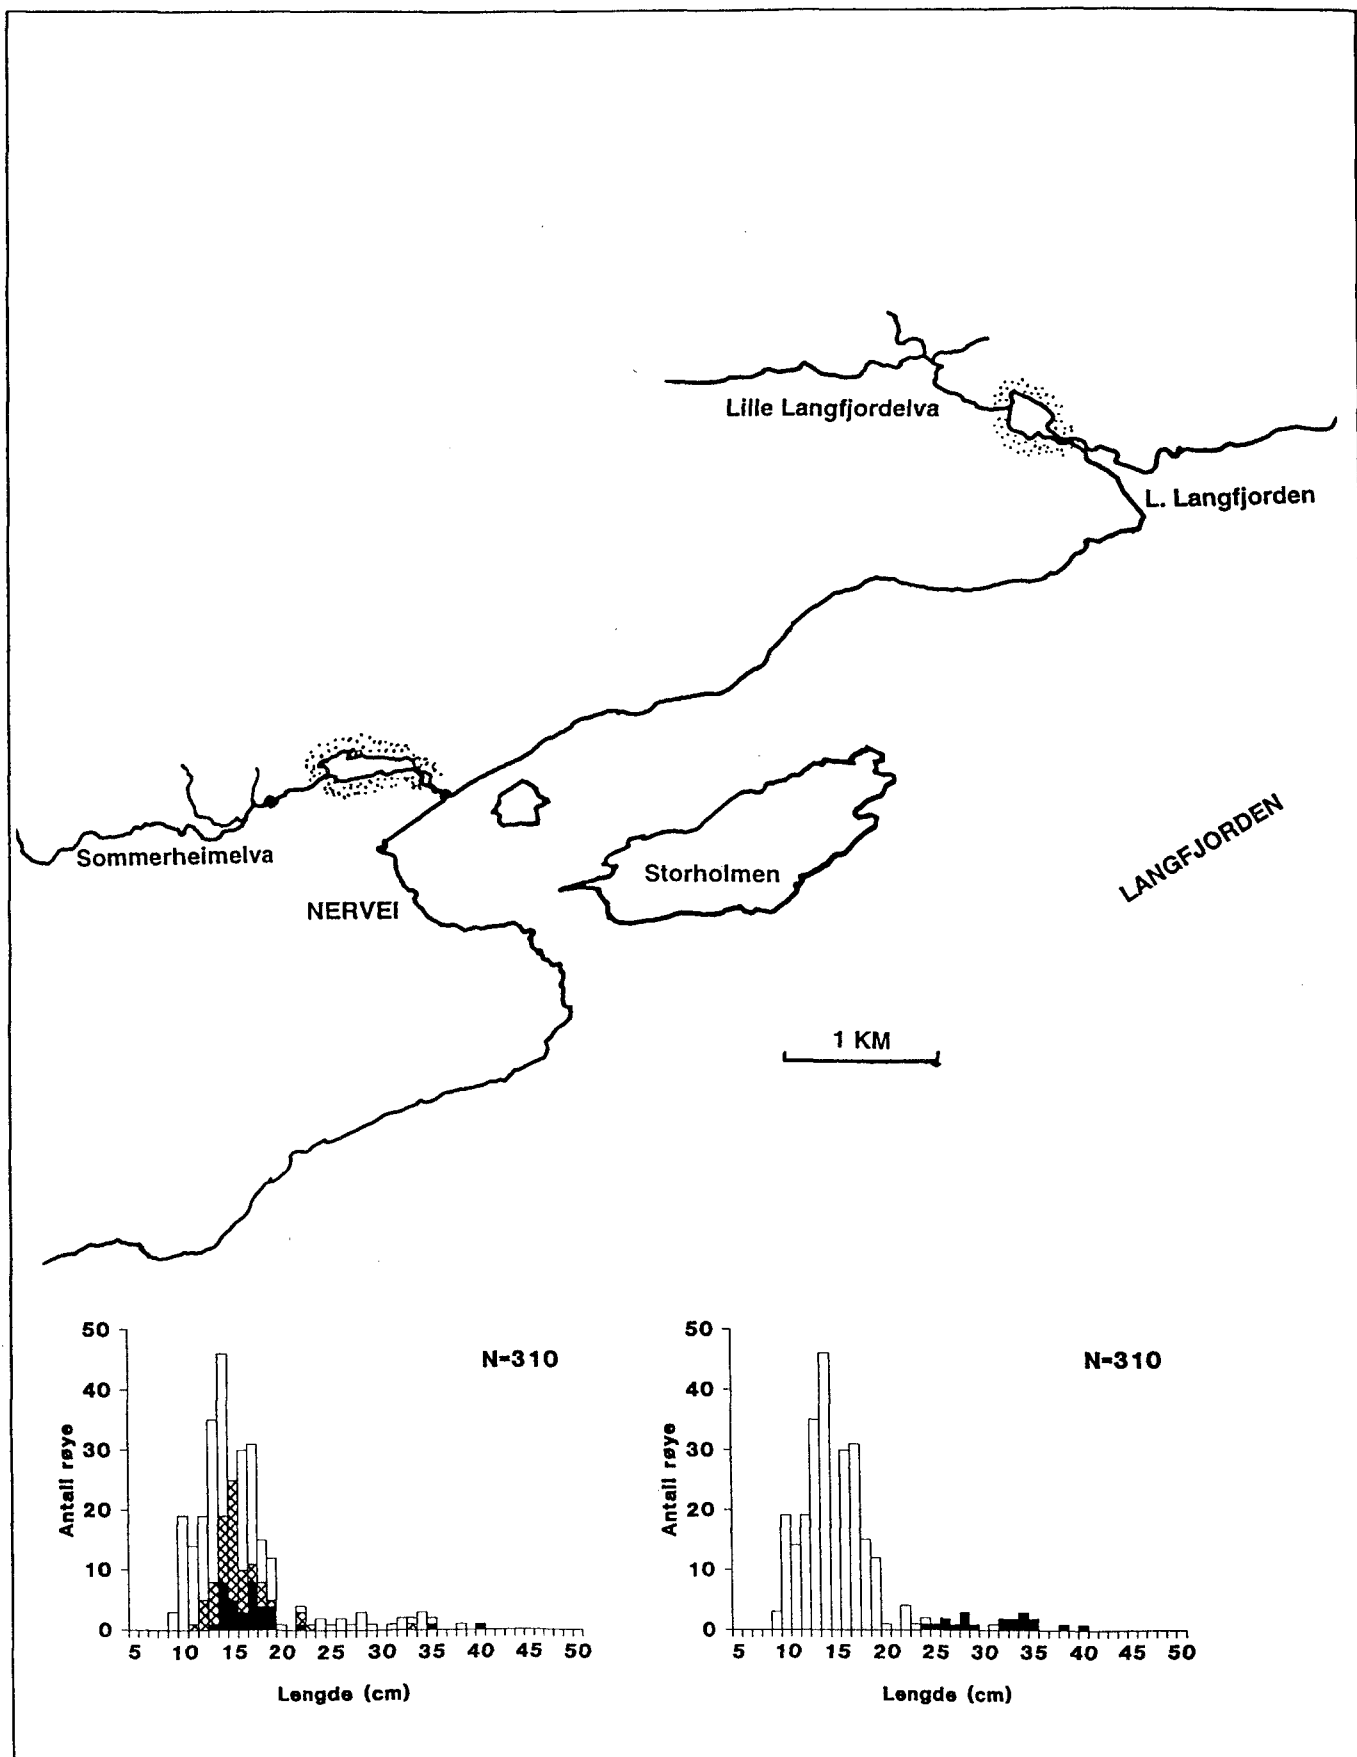 Lille Langfjordelva
L. Langfjorden
Sommerheimelva
NERVEI
Storholmen
LANGFJORDEN
1 KM
50
40
30
20
10
0
Antall røye
N=310
5 10 15 20 25 30 35 40 45 50
Lengde (cm)
50
40
30
20
10
0
Antall røye
N=310
5 10 15 20 25 30 35 40 45 50
Lengde (cm)